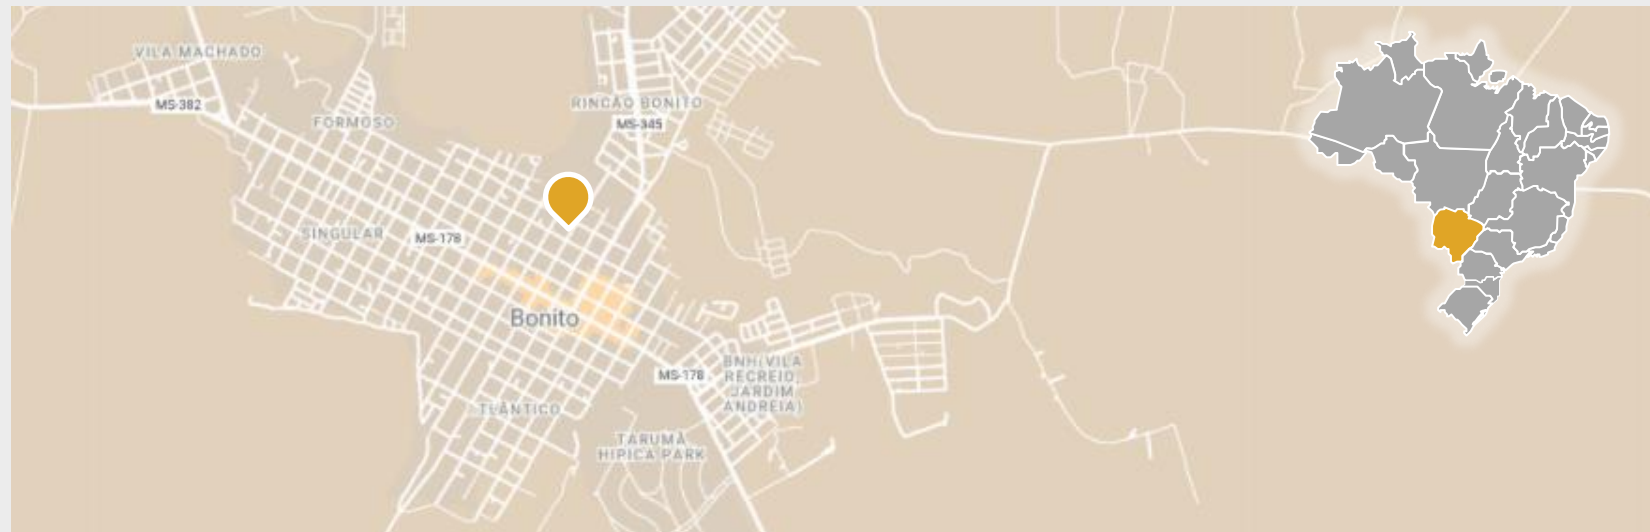 VILA MACHADO
MS-382
RINCÃO BONITO
FORMOSO
MS-345
SINGULAR
MS-178
Bonito
BNH(VILA
RECREIO,
JARDIM
ANDREIA)
MS-178
TLÂNTICO
TARUMÃ
HIPICA PARK